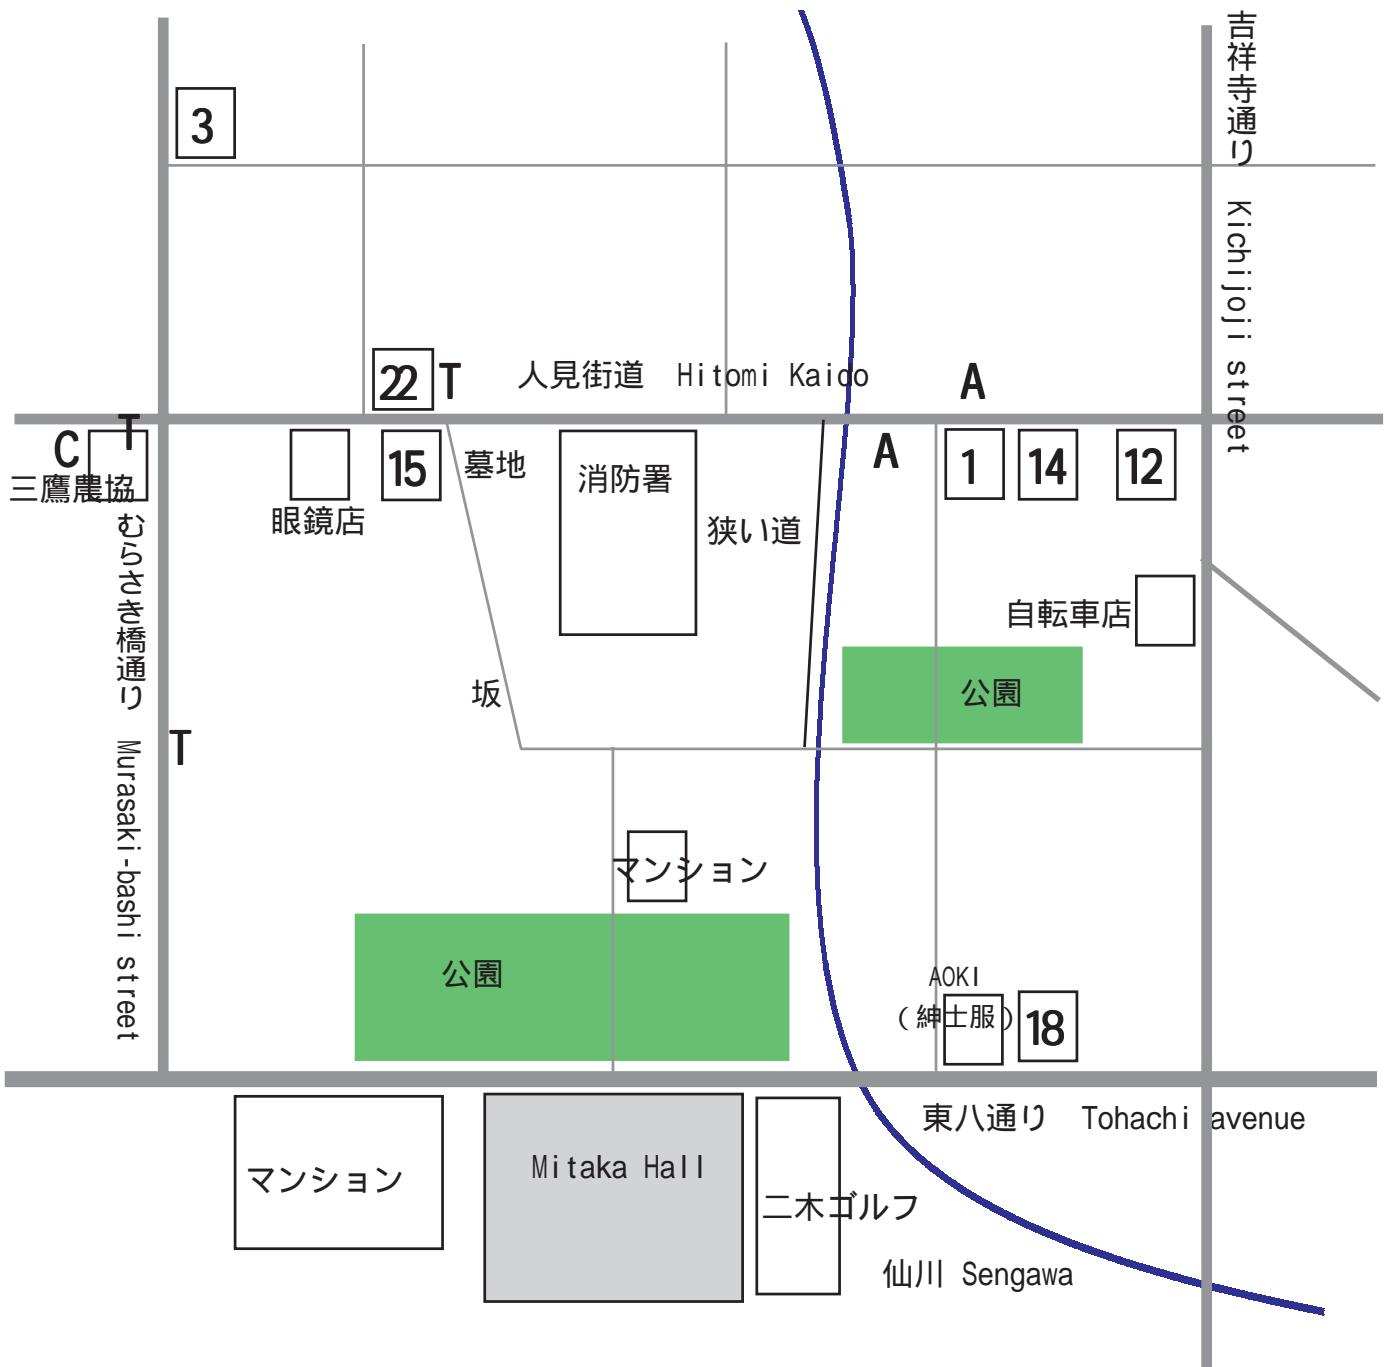 吉祥寺通り Kichijoji street
3
22
T
人見街道 Hitomi Kaido
A
T
C
三鷹農協
眼鏡店
15
墓地
消防署
狭い道
A
1
14
12
むらさき橋通り Murasaki-bashi street
自転車店
坂
公園
T
マンション
公園
AOKI
(紳士服)
18
東八通り Tohachi avenue
マンション
Mitaka Hall
二木ゴルフ
仙川 Sengawa